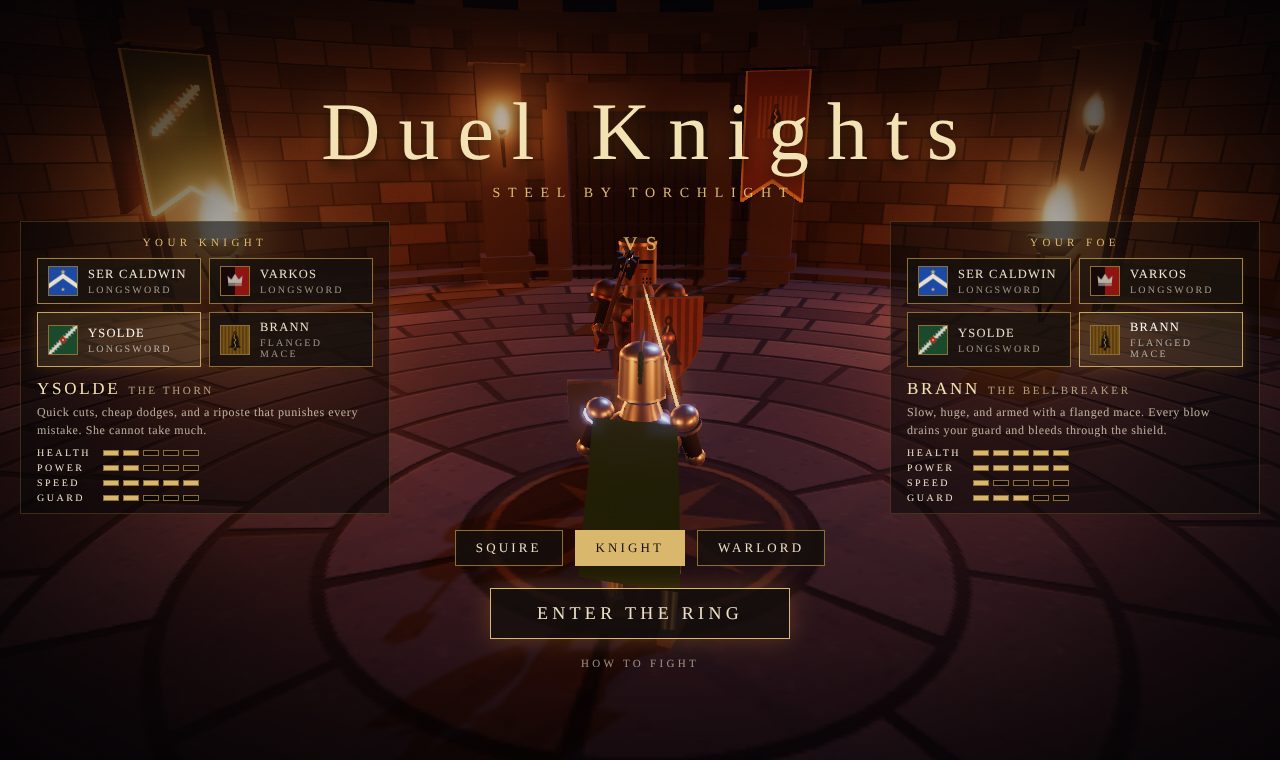 Duel Knights
STEEL BY TORCHLIGHT
VS
YOUR KNIGHT
SER CALDWIN
LONGSWORD
VARKOS
LONGSWORD
YSOLDE
LONGSWORD
BRANN
FLANGED
MACE
YSOLDE THE THORN
Quick cuts, cheap dodges, and a riposte that punishes every
mistake. She cannot take much.
HEALTH
POWER
SPEED
GUARD
YOUR FOE
SER CALDWIN
LONGSWORD
VARKOS
LONGSWORD
YSOLDE
LONGSWORD
BRANN
FLANGED
MACE
BRANN THE BELLBREAKER
Slow, huge, and armed with a flanged mace. Every blow
drains your guard and bleeds through the shield.
HEALTH
POWER
SPEED
GUARD
SQUIRE
KNIGHT
WARLORD
ENTER THE RING
HOW TO FIGHT